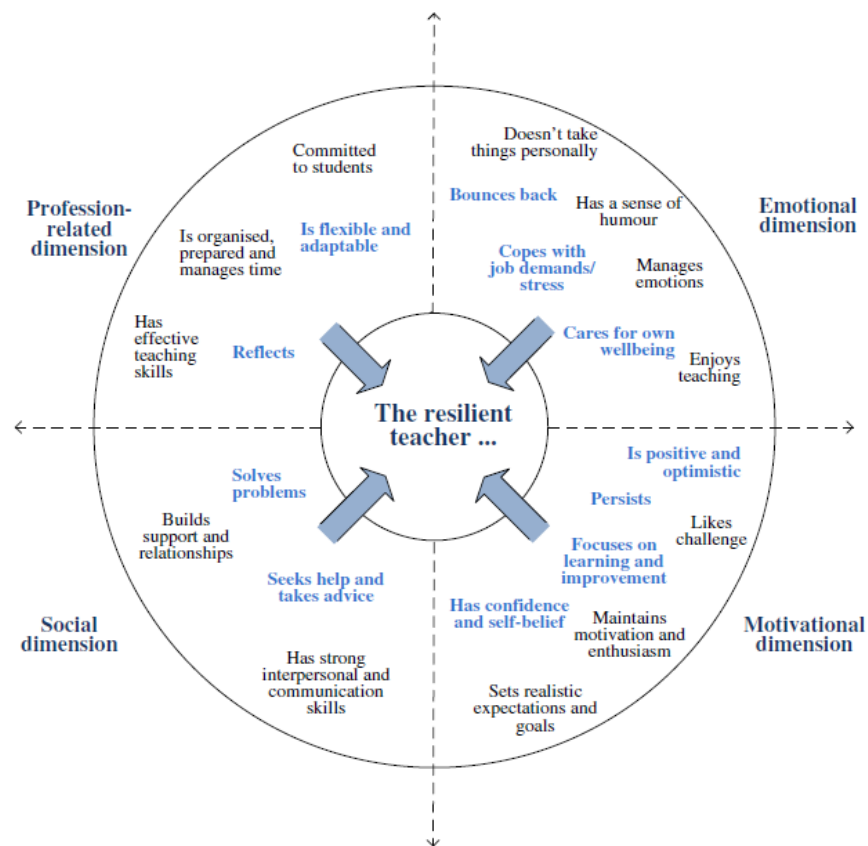 Profession-
related
dimension
Committed
to students
Is flexible and
adaptable
Is organised,
prepared and
manages time
Has
effective
teaching
skills
Reflects
Emotional
dimension
Doesn’t take
things personally
Bounces back
Has a sense of
humour
Copes with
job demands/
stress
Manages
emotions
Cares for own
wellbeing
Enjoys
teaching
The resilient
teacher ...
Social
dimension
Solves
problems
Builds
support and
relationships
Seeks help and
takes advice
Has strong
interpersonal and
communication
skills
Motivational
dimension
Is positive and
optimistic
Persists
Likes
challenge
Focuses on
learning and
improvement
Has confidence
and self-belief
Maintains
motivation and
enthusiasm
Sets realistic
expectations and
goals